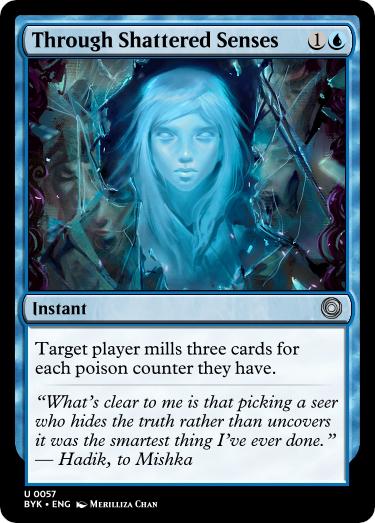 Through Shattered Senses 1
Instant
Target player mills three cards for
each poison counter they have.
“What’s clear to me is that picking a seer
who hides the truth rather than uncovers
it was the smartest thing I’ve ever done.”
— Hadik, to Mishka
U 0057
BYK • ENG Merilliza Chan